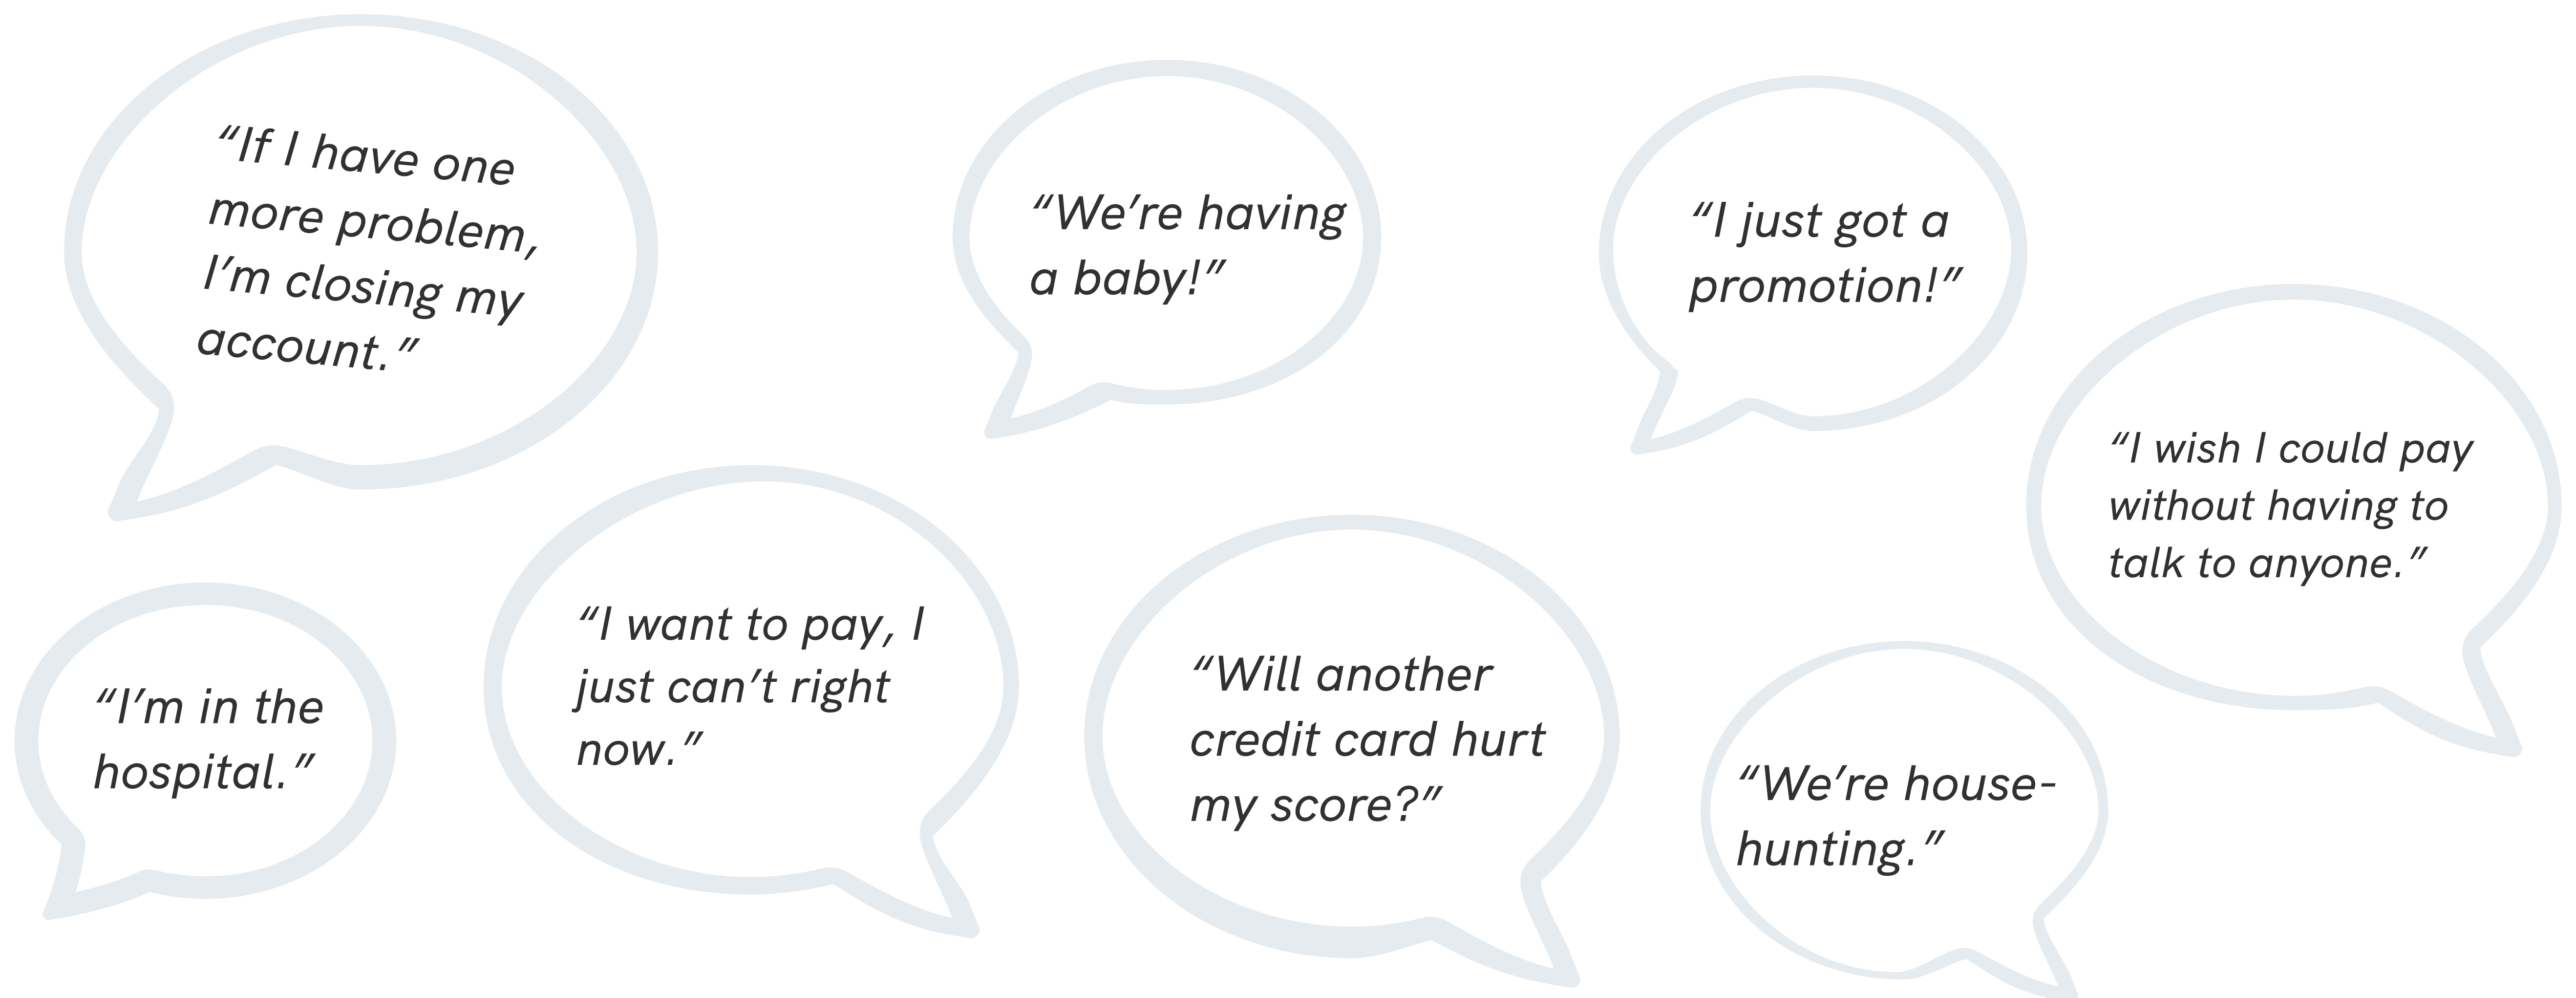 “If I have one
more problem,
I’m closing my
account.”
“We’re having
a baby!”
“I just got a
promotion!”
“I wish I could pay
without having to
talk to anyone.”
“I’m in the
hospital.”
“I want to pay, I
just can’t right
now.”
“Will another
credit card hurt
my score?”
“We’re house-
hunting.”